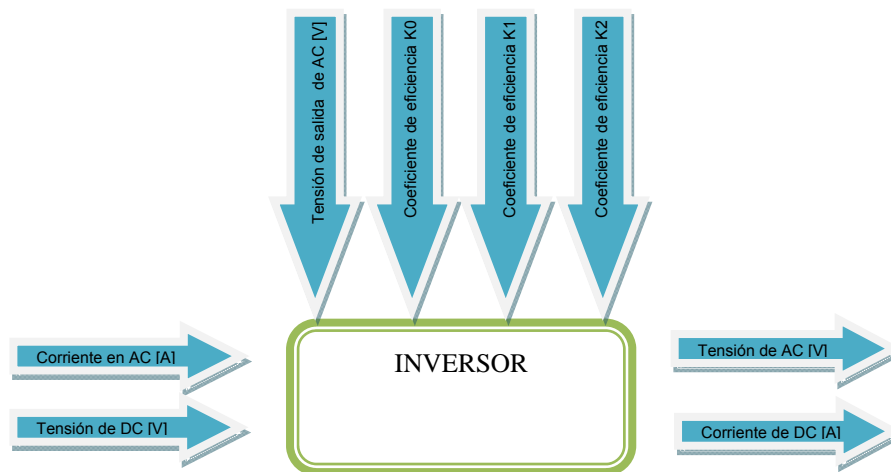 Tensión de salida de AC [V]
Coeficiente de eficiencia K0
Coeficiente de eficiencia K1
Coeficiente de eficiencia K2
Corriente en AC [A]
Tensión de DC [V]
INVERSOR
Tensión de AC [V]
Corriente de DC [A]